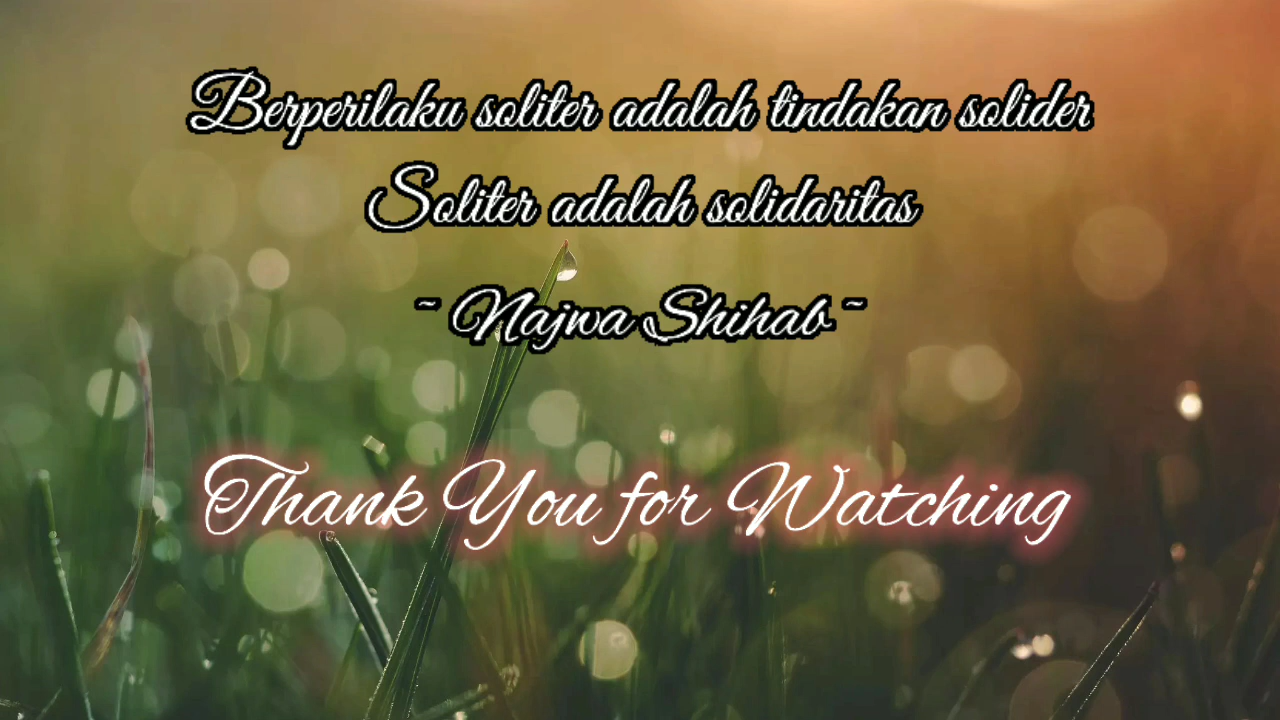 Berperilaku soliter adalah tindakan solider
Soliter adalah solidaritas
~ Najwa Shihab ~
Thank You for Watching